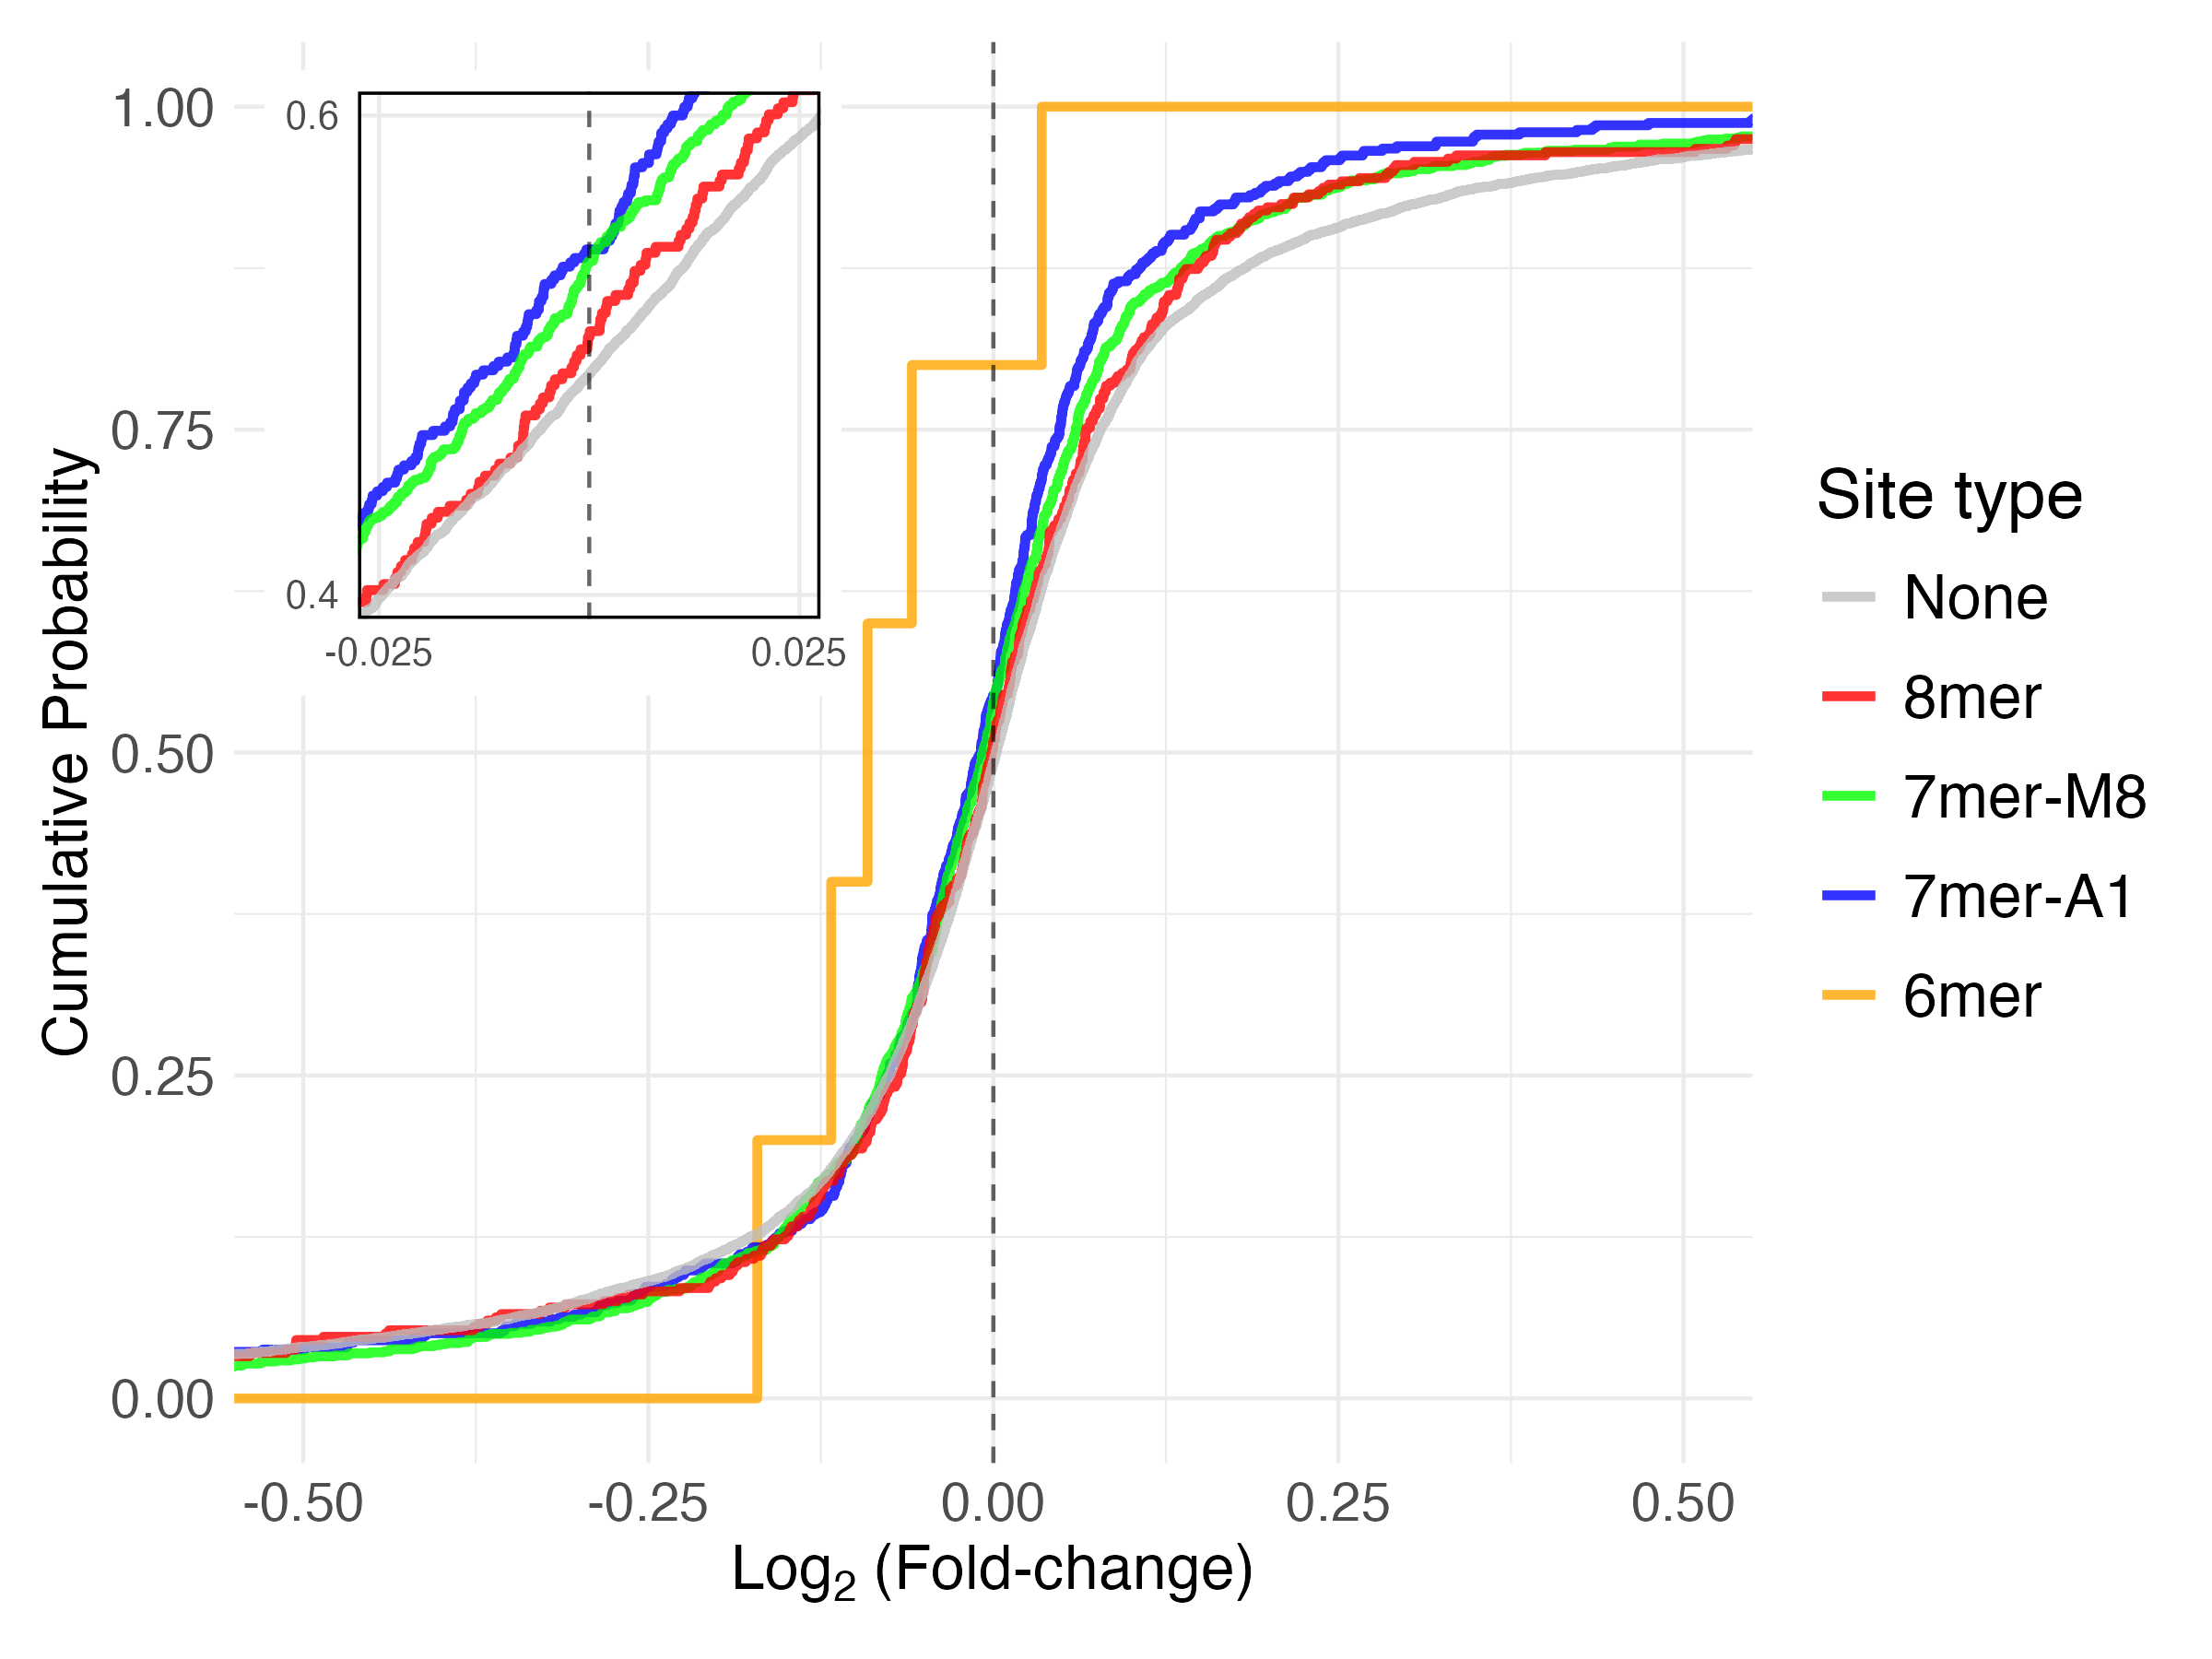 1.00
0.75
0.50
0.25
0.00
Cumulative Probability
0.6
0.4
-0.025
0.025
-0.50
-0.25
0.00
0.25
0.50
Log₂ (Fold-change)
Site type
None
8mer
7mer-M8
7mer-A1
6mer